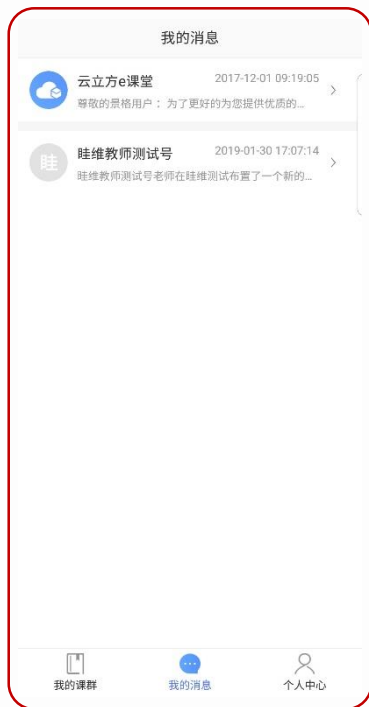 我的消息
云立方e课堂 2017-12-01 09:19:05
尊敬的景格用户：为了更好的为您提供优质的...
眭维教师测试号 2019-01-30 17:07:14
眭 眭维教师测试号老师在眭维测试布置了一个新的...
我的课群 我的消息 个人中心